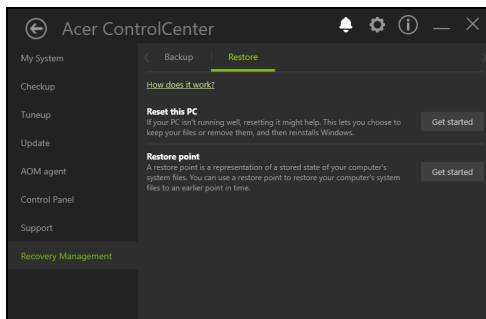 Acer ControlCenter
My System
Checkup
Tuneup
Update
AOM agent
Control Panel
Support
Recovery Management
Backup
Restore
How does it work?
Reset this PC
If your PC isn't running well, resetting it might help. This lets you choose to
keep your files or remove them, and then reinstalls Windows.
Get started
Restore point
A restore point is a representation of a stored state of your computer's
system files. You can use a restore point to restore your computer's system
files to an earlier point in time.
Get started